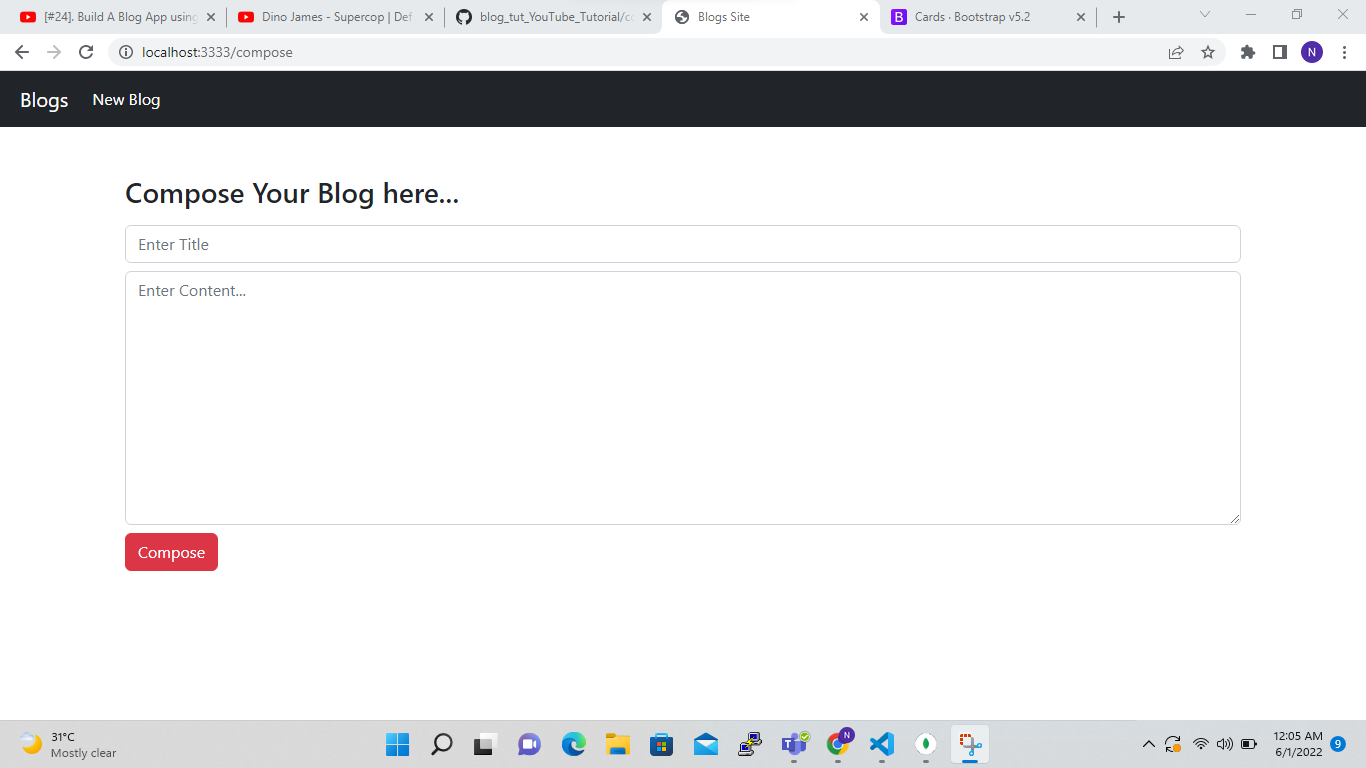 [#24]. Build A Blog App using
Dino James - Supercop | Def
blog_tut_YouTube_Tutorial/co
Blogs Site
Cards · Bootstrap v5.2
localhost:3333/compose
N
Blogs
New Blog
Compose Your Blog here...
Enter Title
Enter Content...
Compose
31°C
Mostly clear
N
12:05 AM
6/1/2022
9